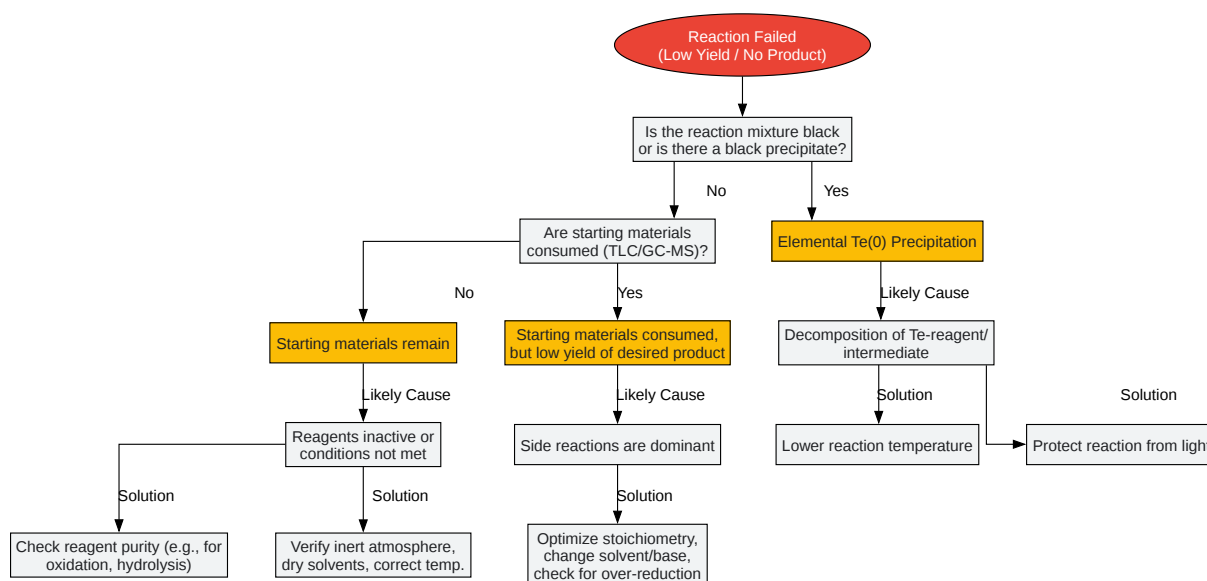 Reaction Failed
(Low Yield / No Product)
Is the reaction mixture black
or is there a black precipitate?
No
Yes
Are starting materials
consumed (TLC/GC-MS)?
Elemental Te(0) Precipitation
No
Yes
Likely Cause
Starting materials remain
Starting materials consumed,
but low yield of desired product
Decomposition of Te-reagent/
intermediate
Likely Cause
Likely Cause
Solution
Solution
Reagents inactive or
conditions not met
Side reactions are dominant
Lower reaction temperature
Protect reaction from light
Solution
Solution
Solution
Check reagent purity (e.g., for
oxidation, hydrolysis)
Verify inert atmosphere,
dry solvents, correct temp.
Optimize stoichiometry,
change solvent/base,
check for over-reduction